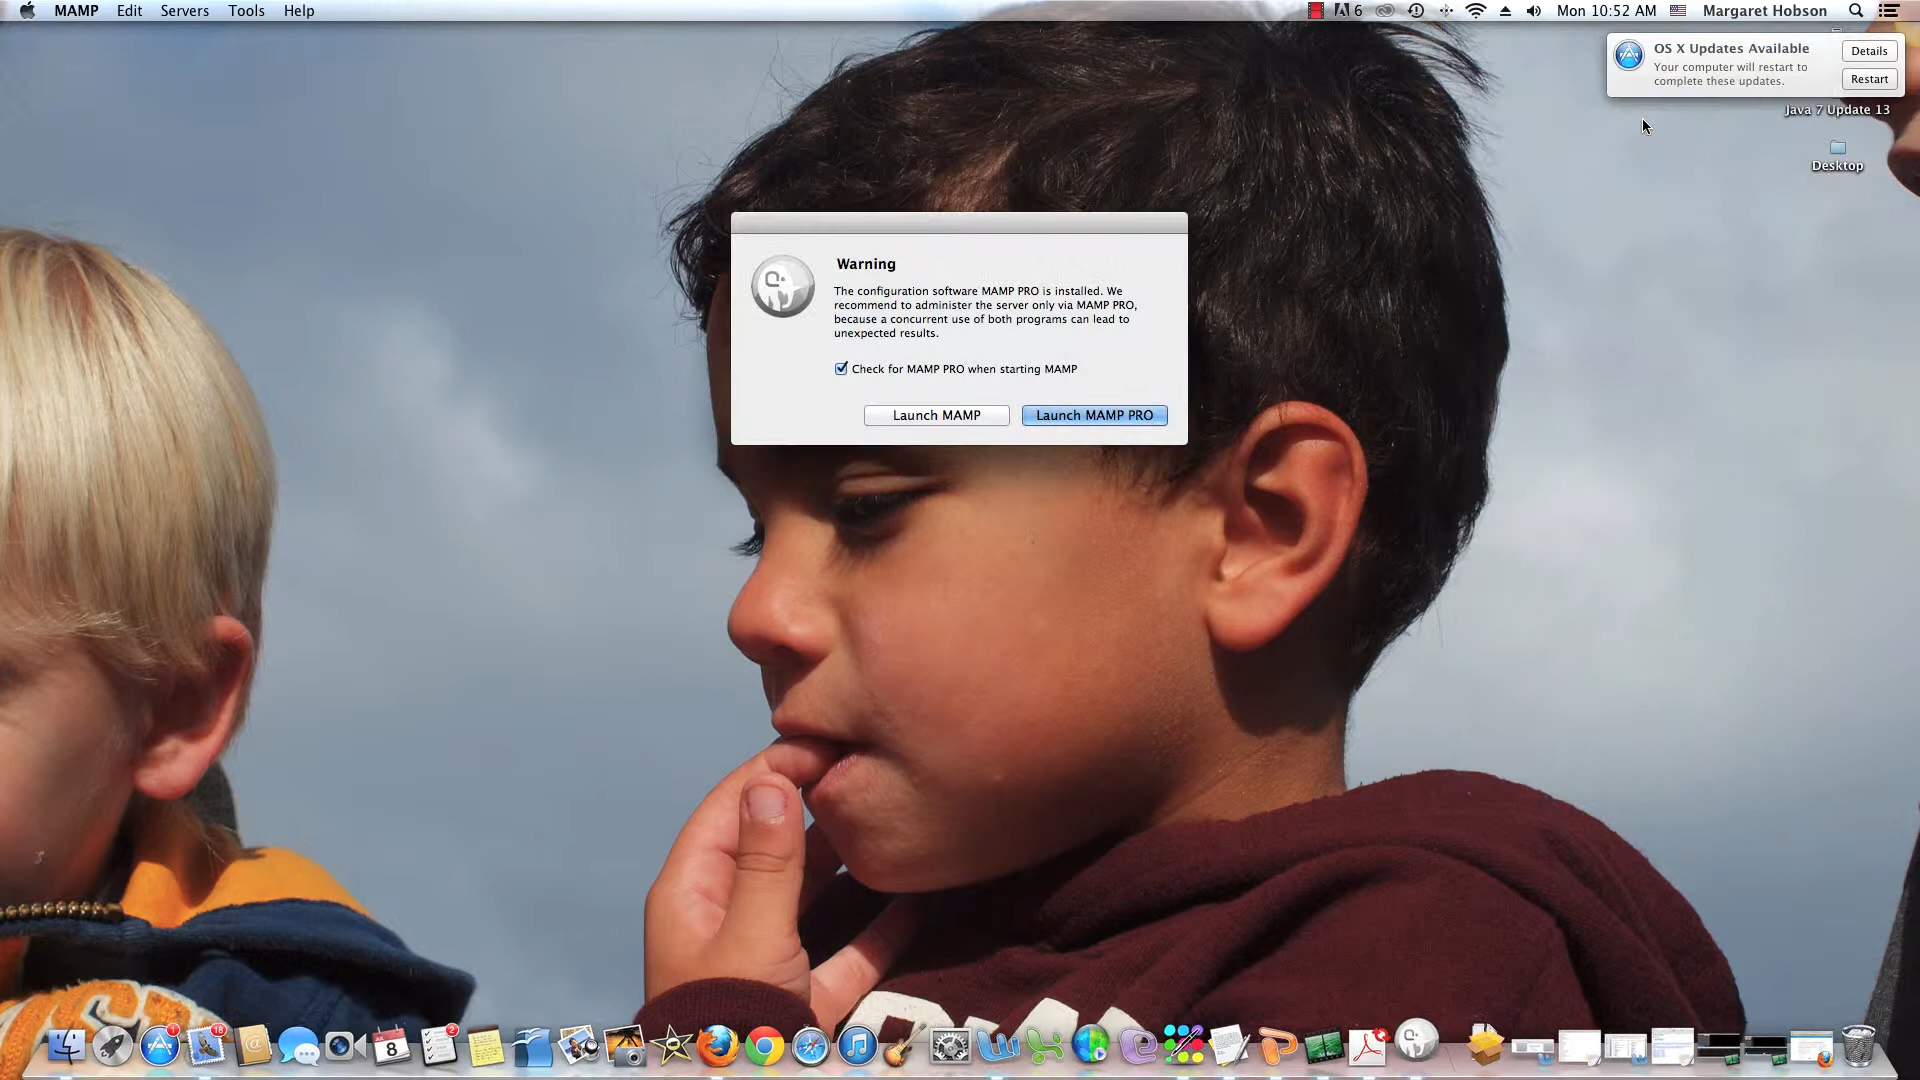 MAMP Edit Servers Tools Help
6 Mon 10:52 AM Margaret Hobson
OS X Updates Available
Your computer will restart to
complete these updates.
Details
Restart
Java 7 Update 13
Desktop
Warning
The configuration software MAMP PRO is installed. We
recommend to administer the server only via MAMP PRO,
because a concurrent use of both programs can lead to
unexpected results.
Check for MAMP PRO when starting MAMP
Launch MAMP Launch MAMP PRO
1 18 8 2